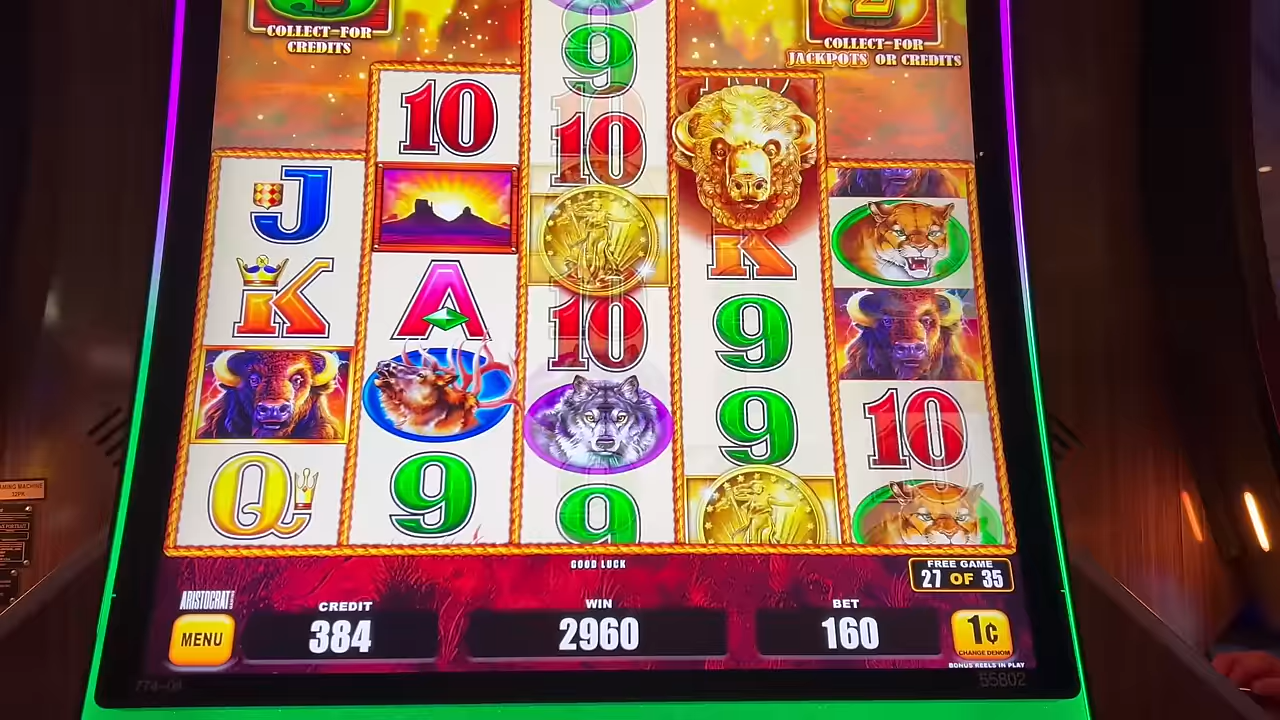 COLLECT FOR
CREDITS
COLLECT FOR
JACKPOTS OR CREDITS
9
10
10
J
K
K
10
A
9
9
10
Q
9
9
GOOD LUCK
FREE GAME
27 OF 35
ARISTOCRAT
MENU
CREDIT
384
WIN
2960
BET
160
1¢
CHANGE DENOM
BONUS REELS IN PLAY
55802